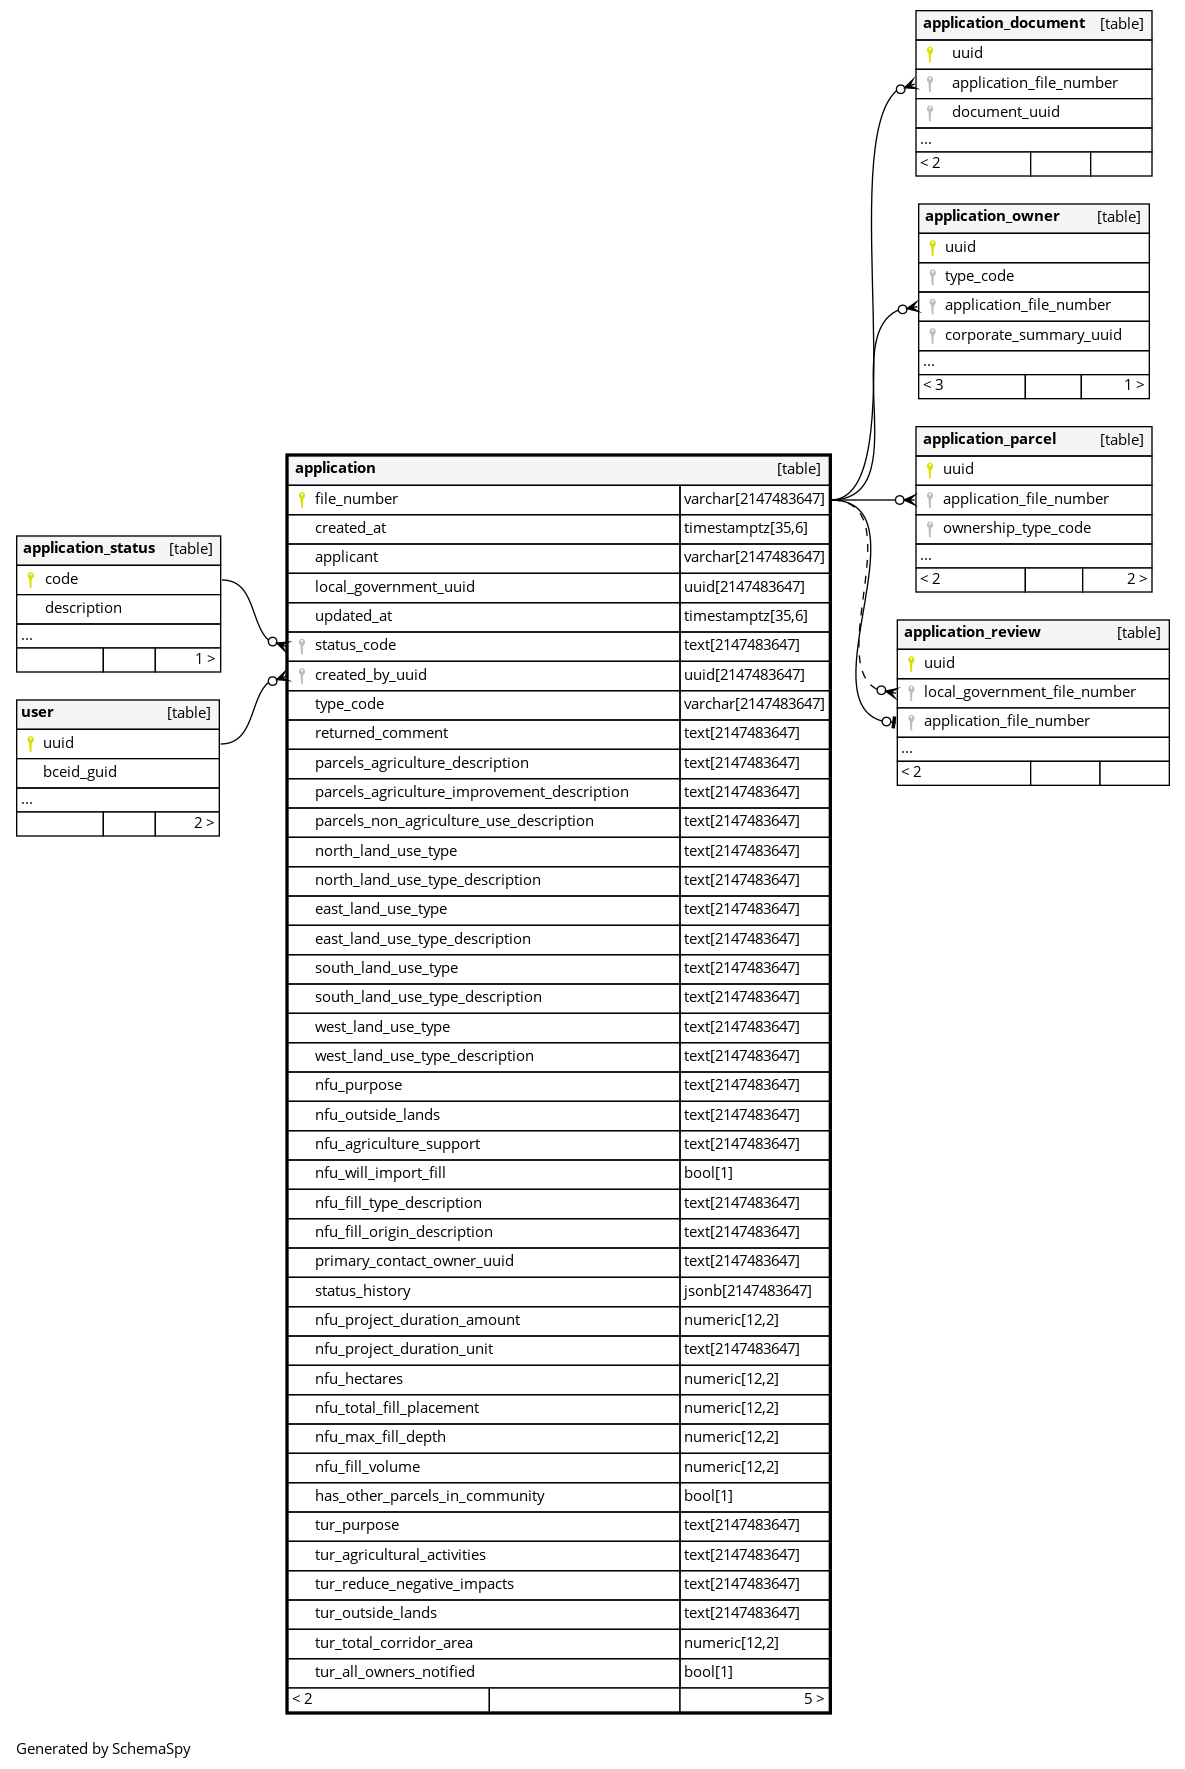 application_document [table]
uuid
application_file_number
document_uuid
...
< 2
application_owner [table]
uuid
type_code
application_file_number
corporate_summary_uuid
...
< 3 1 >
application_parcel [table]
uuid
application_file_number
ownership_type_code
...
< 2 2 >
application_review [table]
uuid
local_government_file_number
application_file_number
...
< 2
application_status [table]
code
description
...
1 >
user [table]
uuid
bceid_guid
...
2 >
application [table]
file_number varchar[2147483647]
created_at timestamptz[35,6]
applicant varchar[2147483647]
local_government_uuid uuid[2147483647]
updated_at timestamptz[35,6]
status_code text[2147483647]
created_by_uuid uuid[2147483647]
type_code varchar[2147483647]
returned_comment text[2147483647]
parcels_agriculture_description text[2147483647]
parcels_agriculture_improvement_description text[2147483647]
parcels_non_agriculture_use_description text[2147483647]
north_land_use_type text[2147483647]
north_land_use_type_description text[2147483647]
east_land_use_type text[2147483647]
east_land_use_type_description text[2147483647]
south_land_use_type text[2147483647]
south_land_use_type_description text[2147483647]
west_land_use_type text[2147483647]
west_land_use_type_description text[2147483647]
nfu_purpose text[2147483647]
nfu_outside_lands text[2147483647]
nfu_agriculture_support text[2147483647]
nfu_will_import_fill bool[1]
nfu_fill_type_description text[2147483647]
nfu_fill_origin_description text[2147483647]
primary_contact_owner_uuid text[2147483647]
status_history jsonb[2147483647]
nfu_project_duration_amount numeric[12,2]
nfu_project_duration_unit text[2147483647]
nfu_hectares numeric[12,2]
nfu_total_fill_placement numeric[12,2]
nfu_max_fill_depth numeric[12,2]
nfu_fill_volume numeric[12,2]
has_other_parcels_in_community bool[1]
tur_purpose text[2147483647]
tur_agricultural_activities text[2147483647]
tur_reduce_negative_impacts text[2147483647]
tur_outside_lands text[2147483647]
tur_total_corridor_area numeric[12,2]
tur_all_owners_notified bool[1]
< 2 5 >
Generated by SchemaSpy